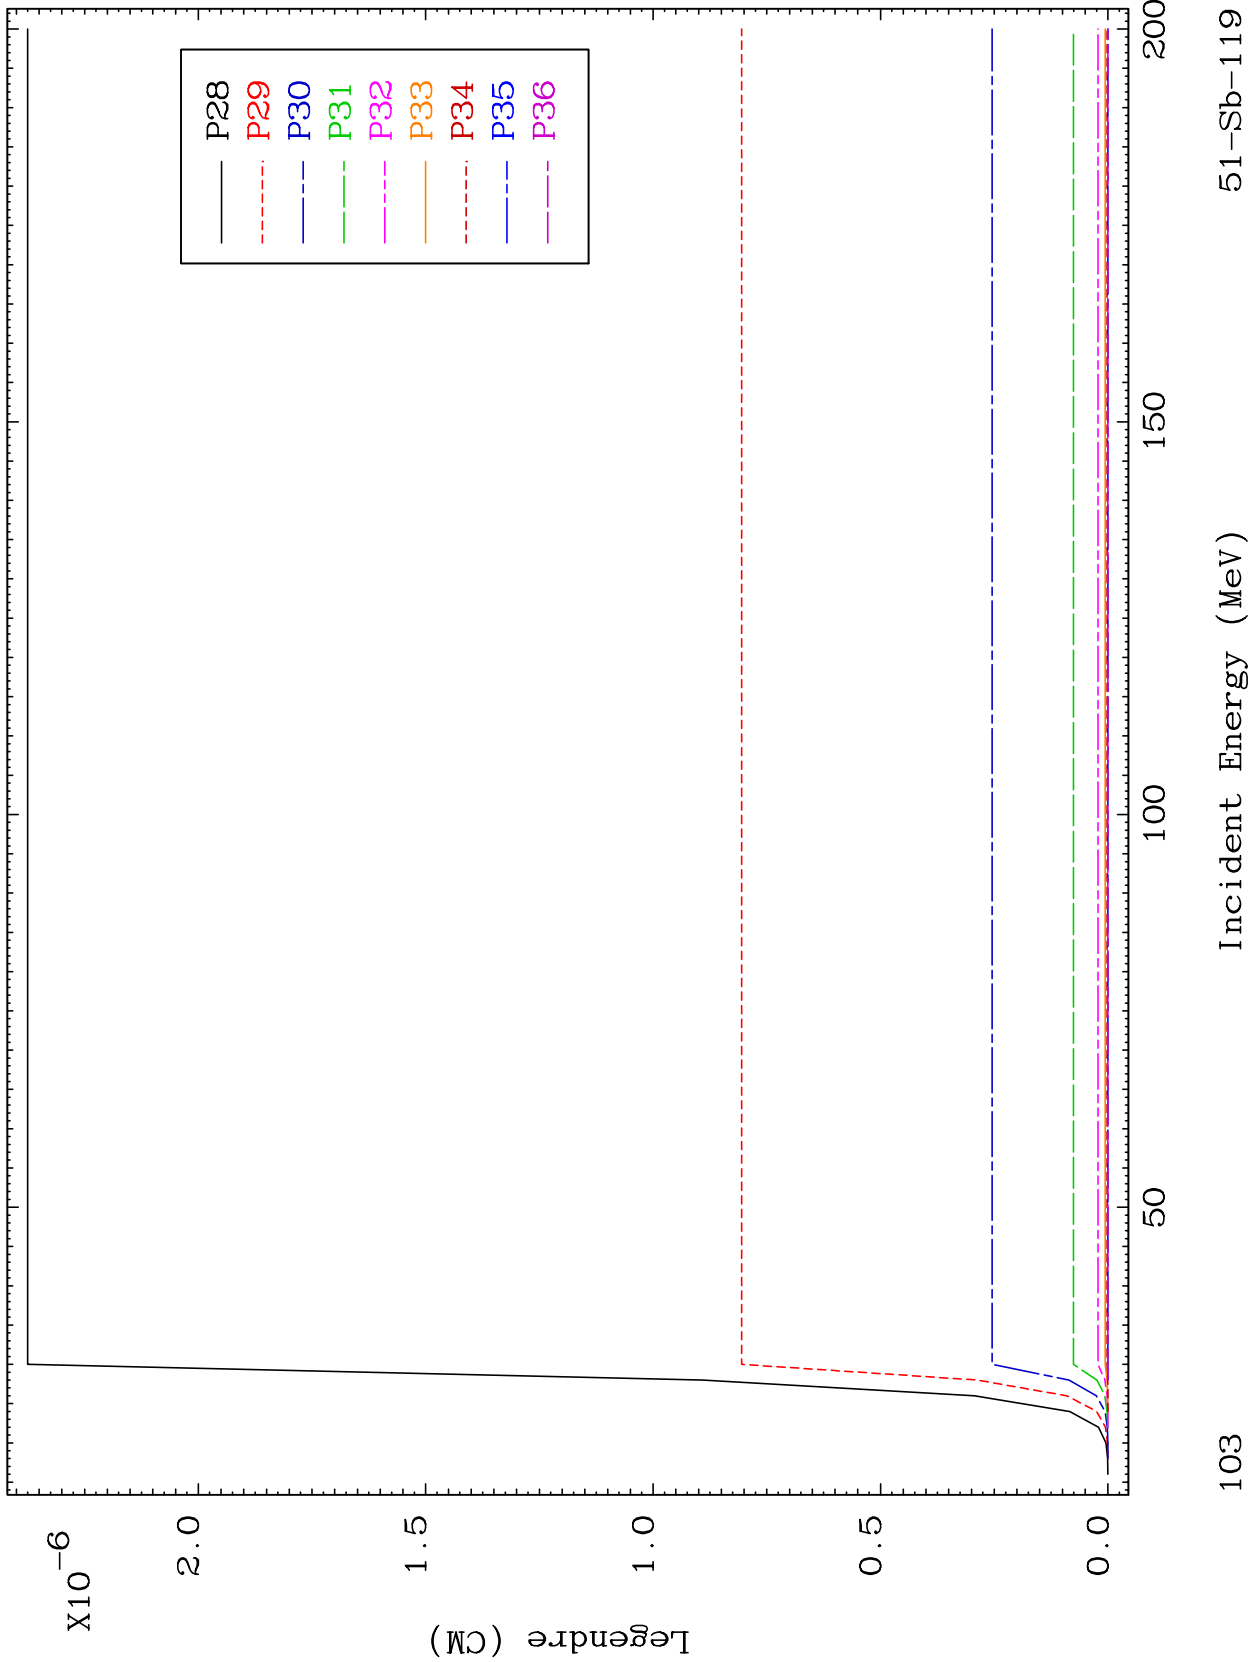 X10-6
2.0
1.5
1.0
0.5
0.0
Legendre (CM)
P28
P29
P30
P31
P32
P33
P34
P35
P36
50
100
150
200
Incident Energy (MeV)
103
51-Sb-119